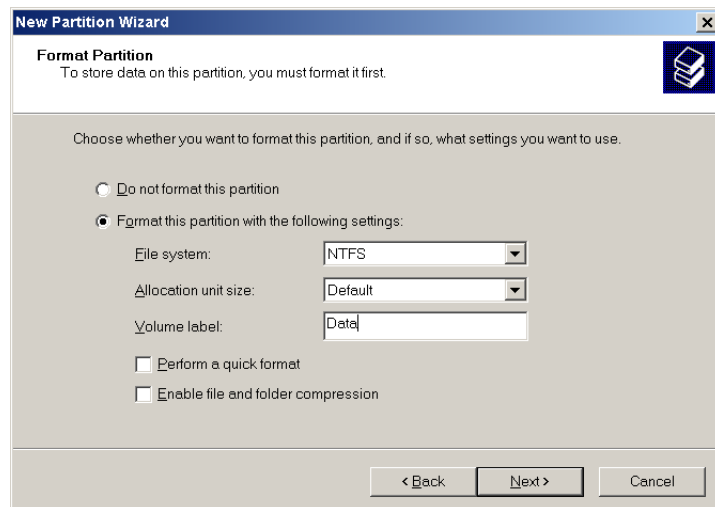 New Partition Wizard
Format Partition
To store data on this partition, you must format it first.
Choose whether you want to format this partition, and if so, what settings you want to use.
Do not format this partition
Format this partition with the following settings:
File system: NTFS
Allocation unit size: Default
Volume label: Data
Perform a quick format
Enable file and folder compression
< Back Next > Cancel